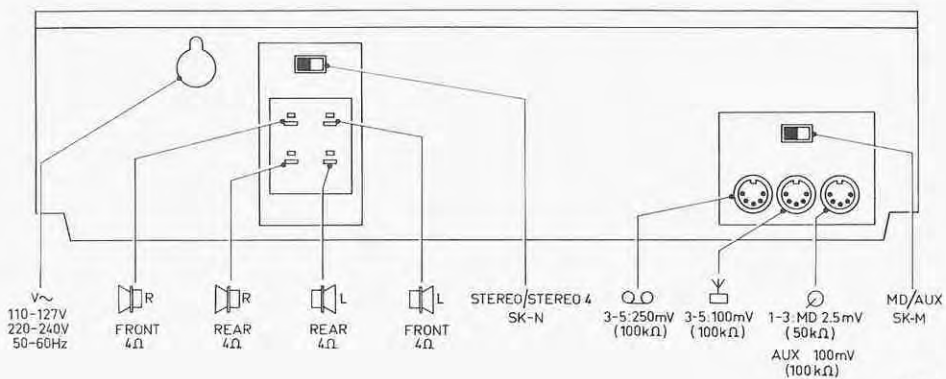 V~
110-127V
220-240V
50-60Hz
R
FRONT
4Ω
R
REAR
4Ω
L
REAR
4Ω
L
FRONT
4Ω
STEREO/STEREO 4
SK-N
3-5:250mV
(100kΩ)
3-5:100mV
(100kΩ)
1-3:MD 2.5mV
(50kΩ)
AUX 100mV
(100kΩ)
MD/AUX
SK-M